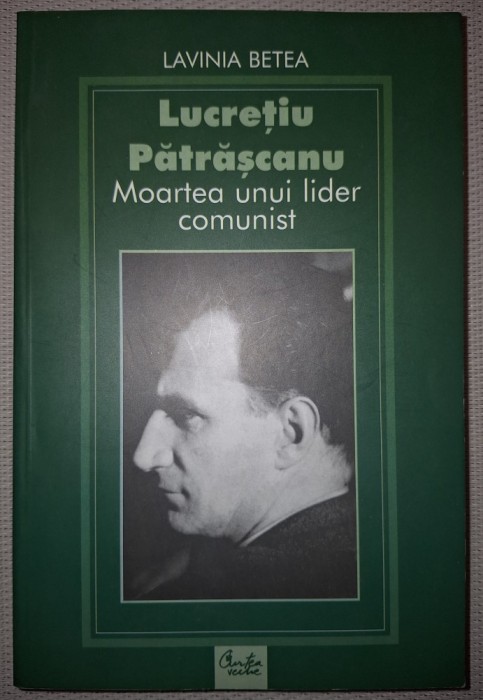 LAVINIA BETEA
Lucrețiu
Pătrășcanu
Moartea unui lider
comunist
Curtea
veche